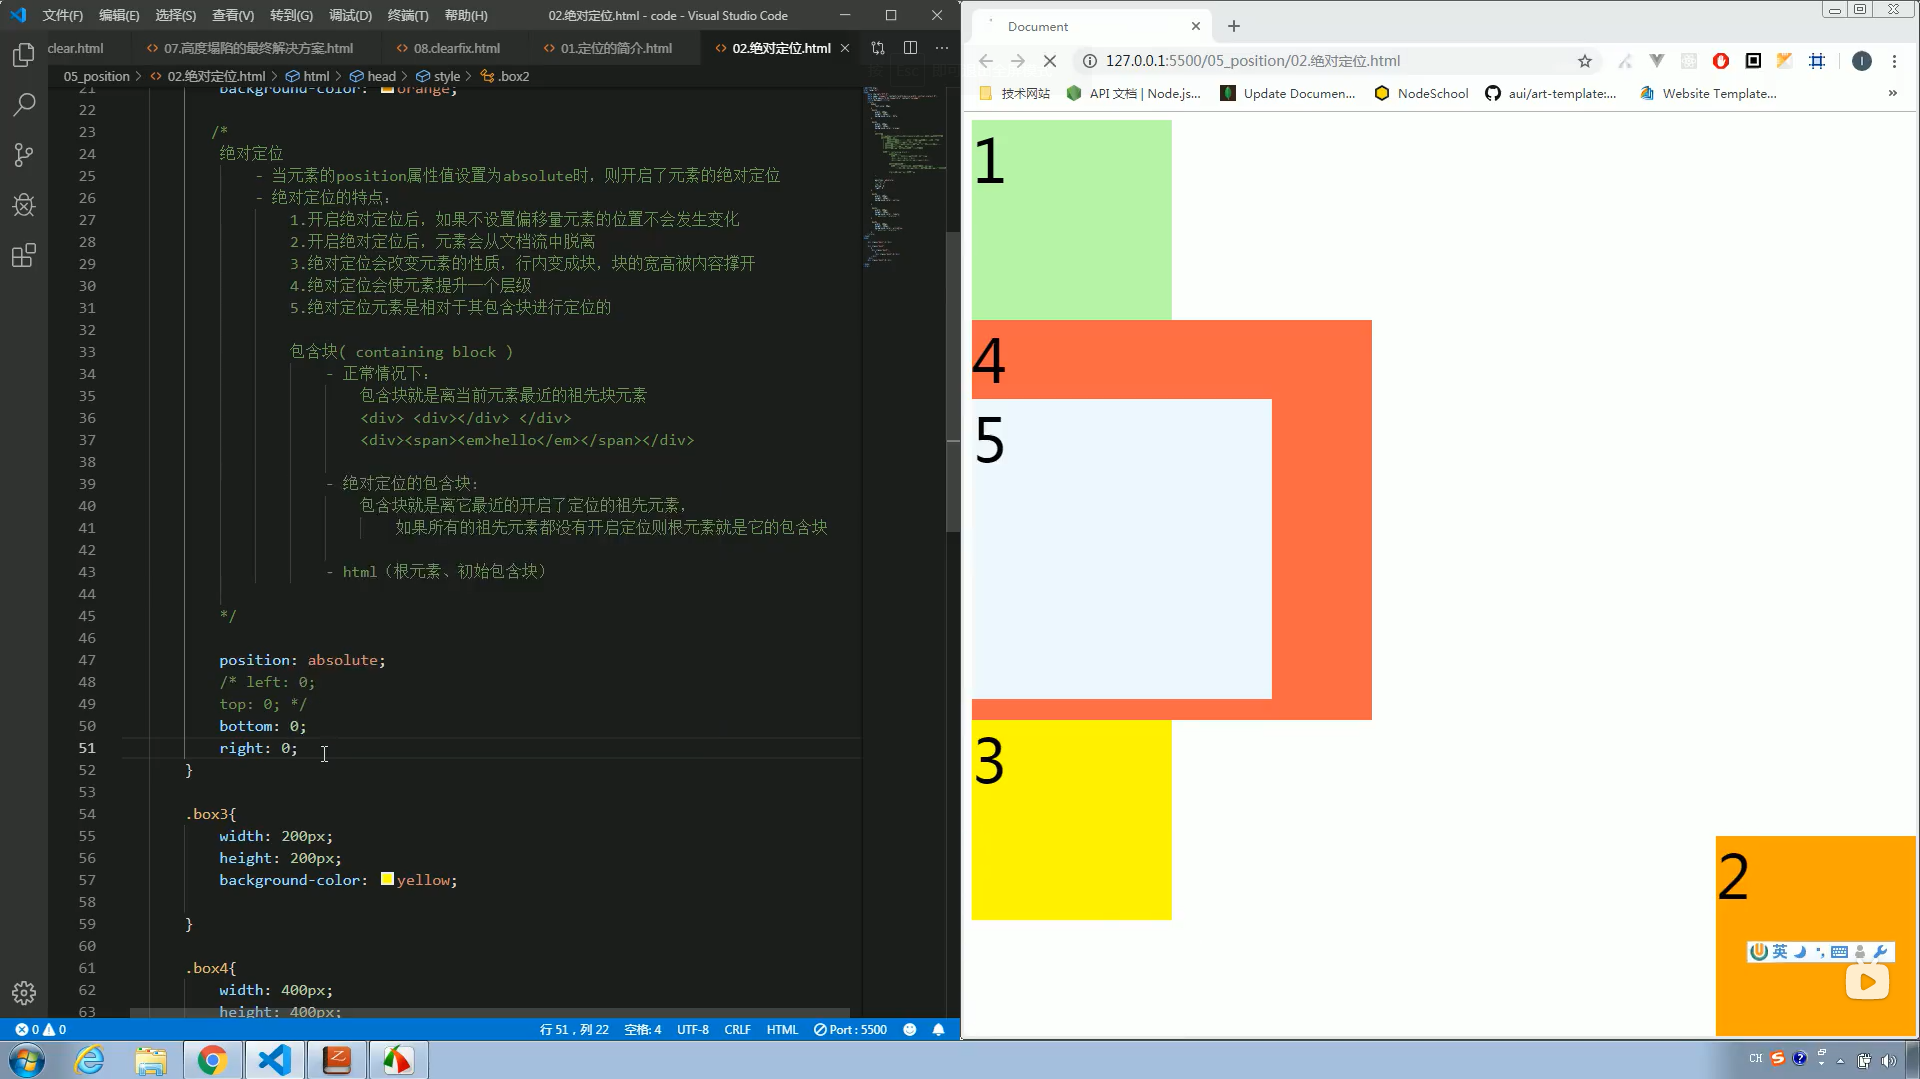 文件(F) 编辑(E) 选择(S) 查看(V) 转到(G) 调试(D) 终端(T) 帮助(H) 02.绝对定位.html - code - Visual Studio Code
clear.html 07.高度塌陷的最终解决方案.html 08.clearfix.html 01.定位的简介.html 02.绝对定位.html
05_position > 02.绝对定位.html > html > head > style > .box2
21 background-color: orange;
22
23 /*
24 绝对定位
25 - 当元素的position属性值设置为absolute时，则开启了元素的绝对定位
26 - 绝对定位的特点：
27 1.开启绝对定位后，如果不设置偏移量元素的位置不会发生变化
28 2.开启绝对定位后，元素会从文档流中脱离
29 3.绝对定位会改变元素的性质，行内变成块，块的宽高被内容撑开
30 4.绝对定位会使元素提升一个层级
31 5.绝对定位元素是相对于其包含块进行定位的
32
33 包含块( containing block )
34 - 正常情况下：
35 包含块就是离当前元素最近的祖先块元素
36 <div> <div></div> </div>
37 <div><span><em>hello</em></span></div>
38
39 - 绝对定位的包含块:
40 包含块就是离它最近的开启了定位的祖先元素，
41 如果所有的祖先元素都没有开启定位则根元素就是它的包含块
42
43 - html（根元素、初始包含块）
44
45 */
46
47 position: absolute;
48 /* left: 0;
49 top: 0; */
50 bottom: 0;
51 right: 0;
52 }
53
54 .box3{
55 width: 200px;
56 height: 200px;
57 background-color: yellow;
58
59 }
60
61 .box4{
62 width: 400px;
63 height: 400px;
0 0 行 51，列 22 空格: 4 UTF-8 CRLF HTML Port : 5500
Document
127.0.0.1:5500/05_position/02.绝对定位.html
技术网站 API 文档 | Node.js... Update Documen... NodeSchool aui/art-template:... Website Template...
1
4
5
3
2
英
CH